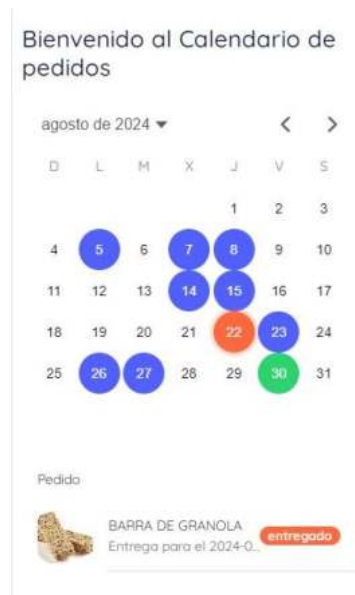 Bienvenido al Calendario de
pedidos
agosto de 2024
D L M X J V S
1 2 3
4 5 6 7 8 9 10
11 12 13 14 15 16 17
18 19 20 21 22 23 24
25 26 27 28 29 30 31
Pedido
BARRA DE GRANOLA
Entrega para el 2024-0... entregado